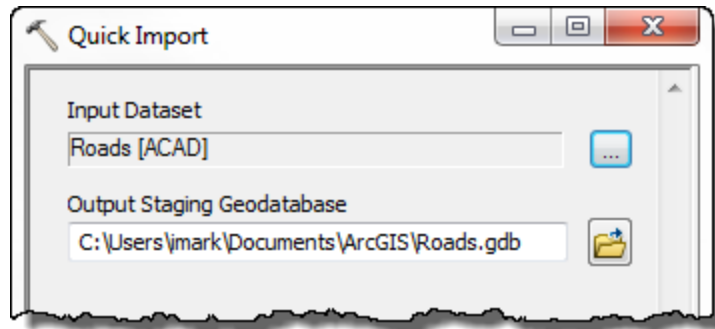 Quick Import
Input Dataset
Roads [ACAD]
...
Output Staging Geodatabase
C:\Users\imark\Documents\ArcGIS\Roads.gdb